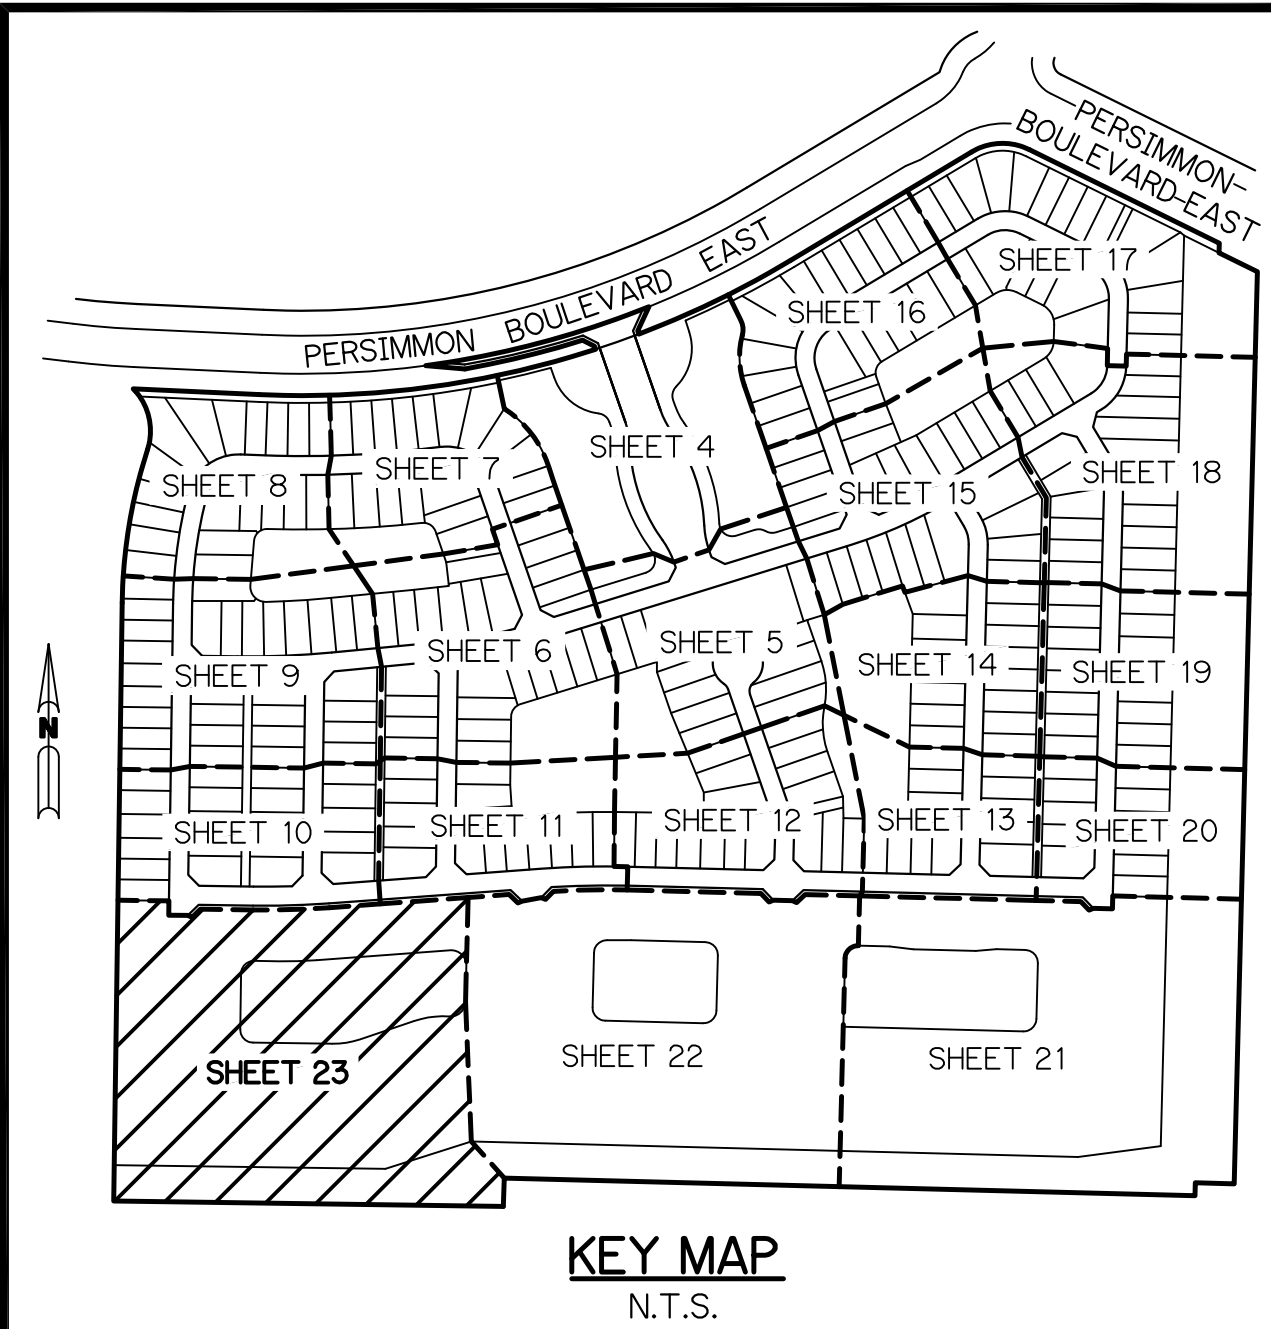 PERSIMMON-
BOULEVARD-EAST
PERSIMMON BOULEVARD EAST
SHEET 17
SHEET 16
SHEET 4
SHEET 7
SHEET 8
SHEET 15
SHEET 18
SHEET 5
SHEET 6
SHEET 14
SHEET 19
SHEET 9
N
SHEET 12
SHEET 13
SHEET 11
SHEET 10
SHEET 20
SHEET 22
SHEET 21
SHEET 23
KEY MAP
N.T.S.